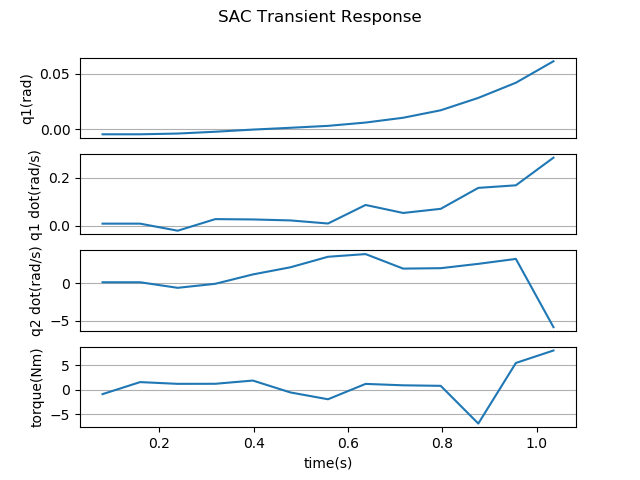 SAC Transient Response
q1(rad)
0.05
0.00
q1 dot(rad/s)
0.2
0.0
q2 dot(rad/s)
0
−5
torque(Nm)
5
0
−5
0.2 0.4 0.6 0.8 1.0
time(s)